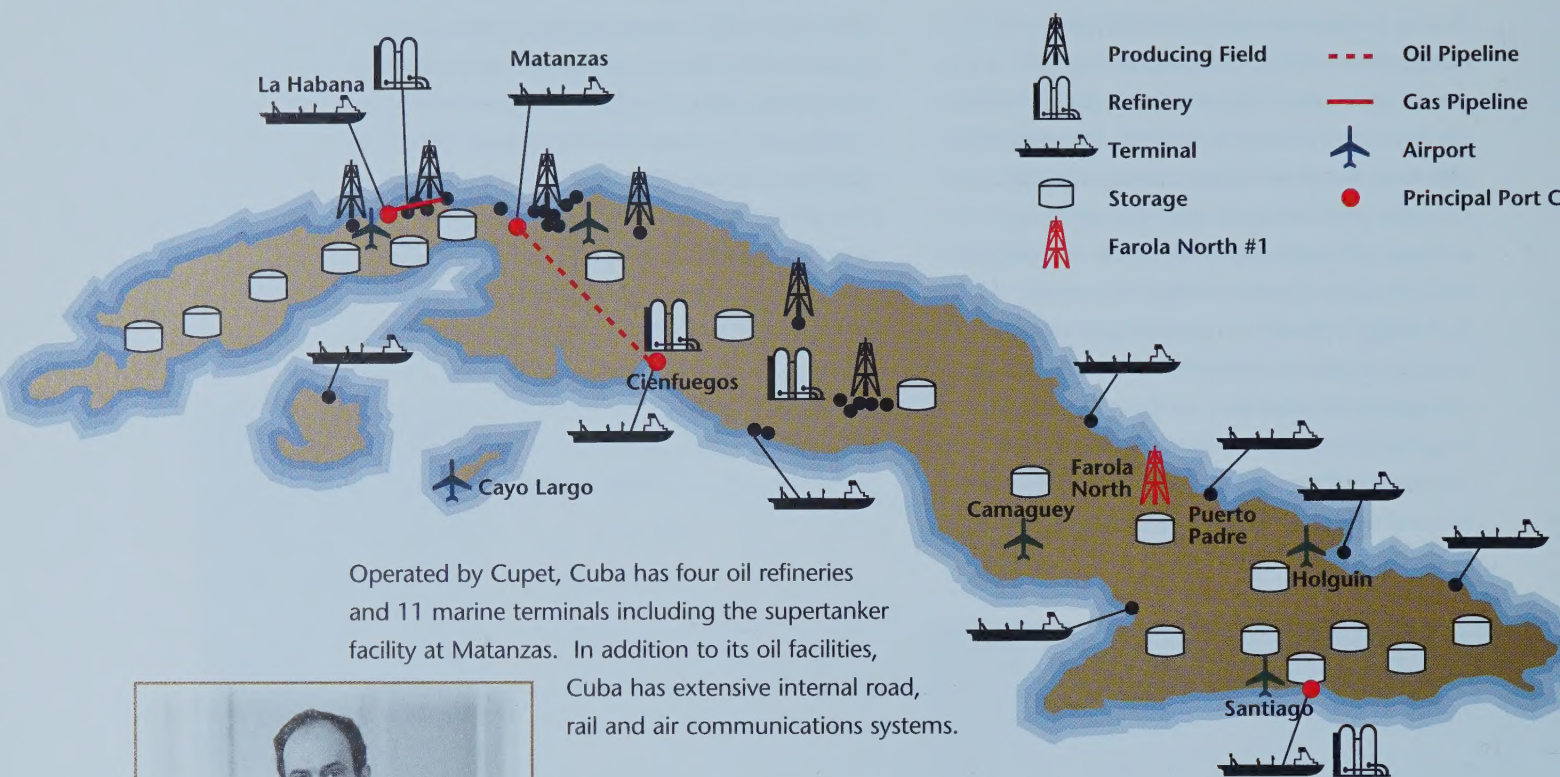 La Habana
Matanzas
Producing Field
Refinery
Terminal
Storage
Farola North #1
Oil Pipeline
Gas Pipeline
Airport
Principal Port
Cienfuegos
Cayo Largo
Camaguey
Farola
North
Puerto
Padre
Holguin
Santiago
Operated by Cupet, Cuba has four oil refineries
and 11 marine terminals including the supertanker
facility at Matanzas. In addition to its oil facilities,
Cuba has extensive internal road,
rail and air communications systems.